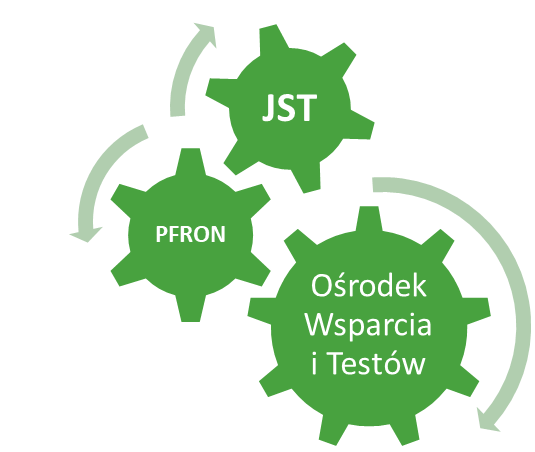 JST
PFRON
Ośrodek
Wsparcia
i Testów